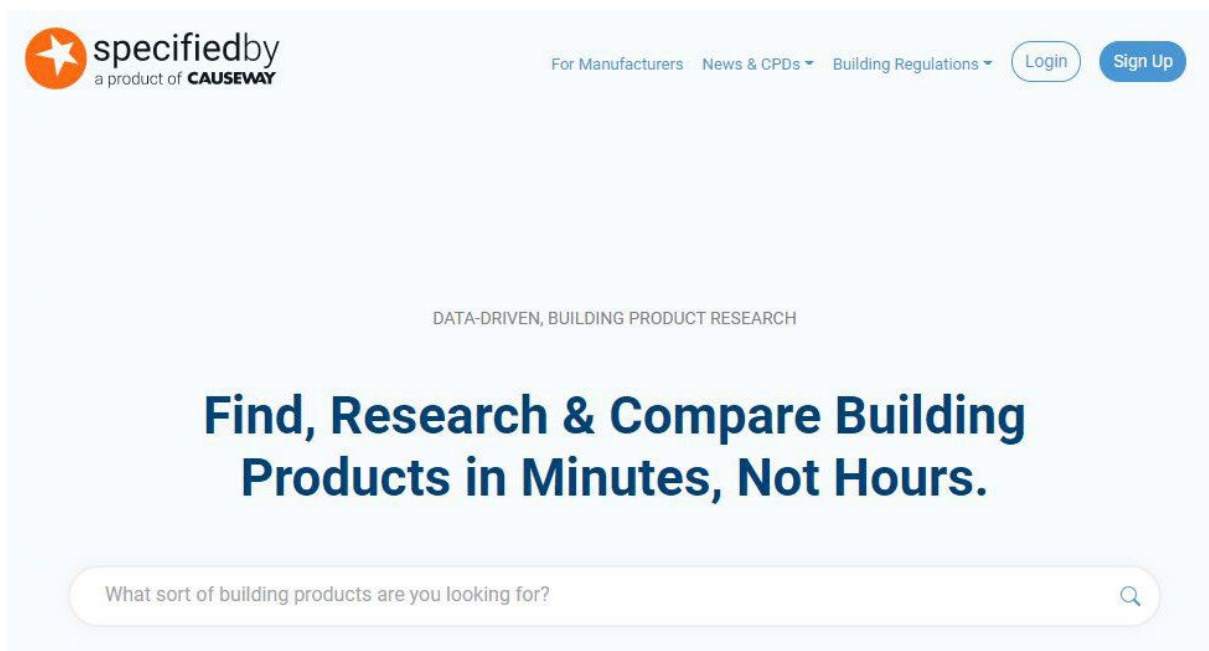 specifiedby
a product of CAUSEWAY
For Manufacturers News & CPDs Building Regulations Login Sign Up
DATA-DRIVEN, BUILDING PRODUCT RESEARCH
Find, Research & Compare Building
Products in Minutes, Not Hours.
What sort of building products are you looking for?